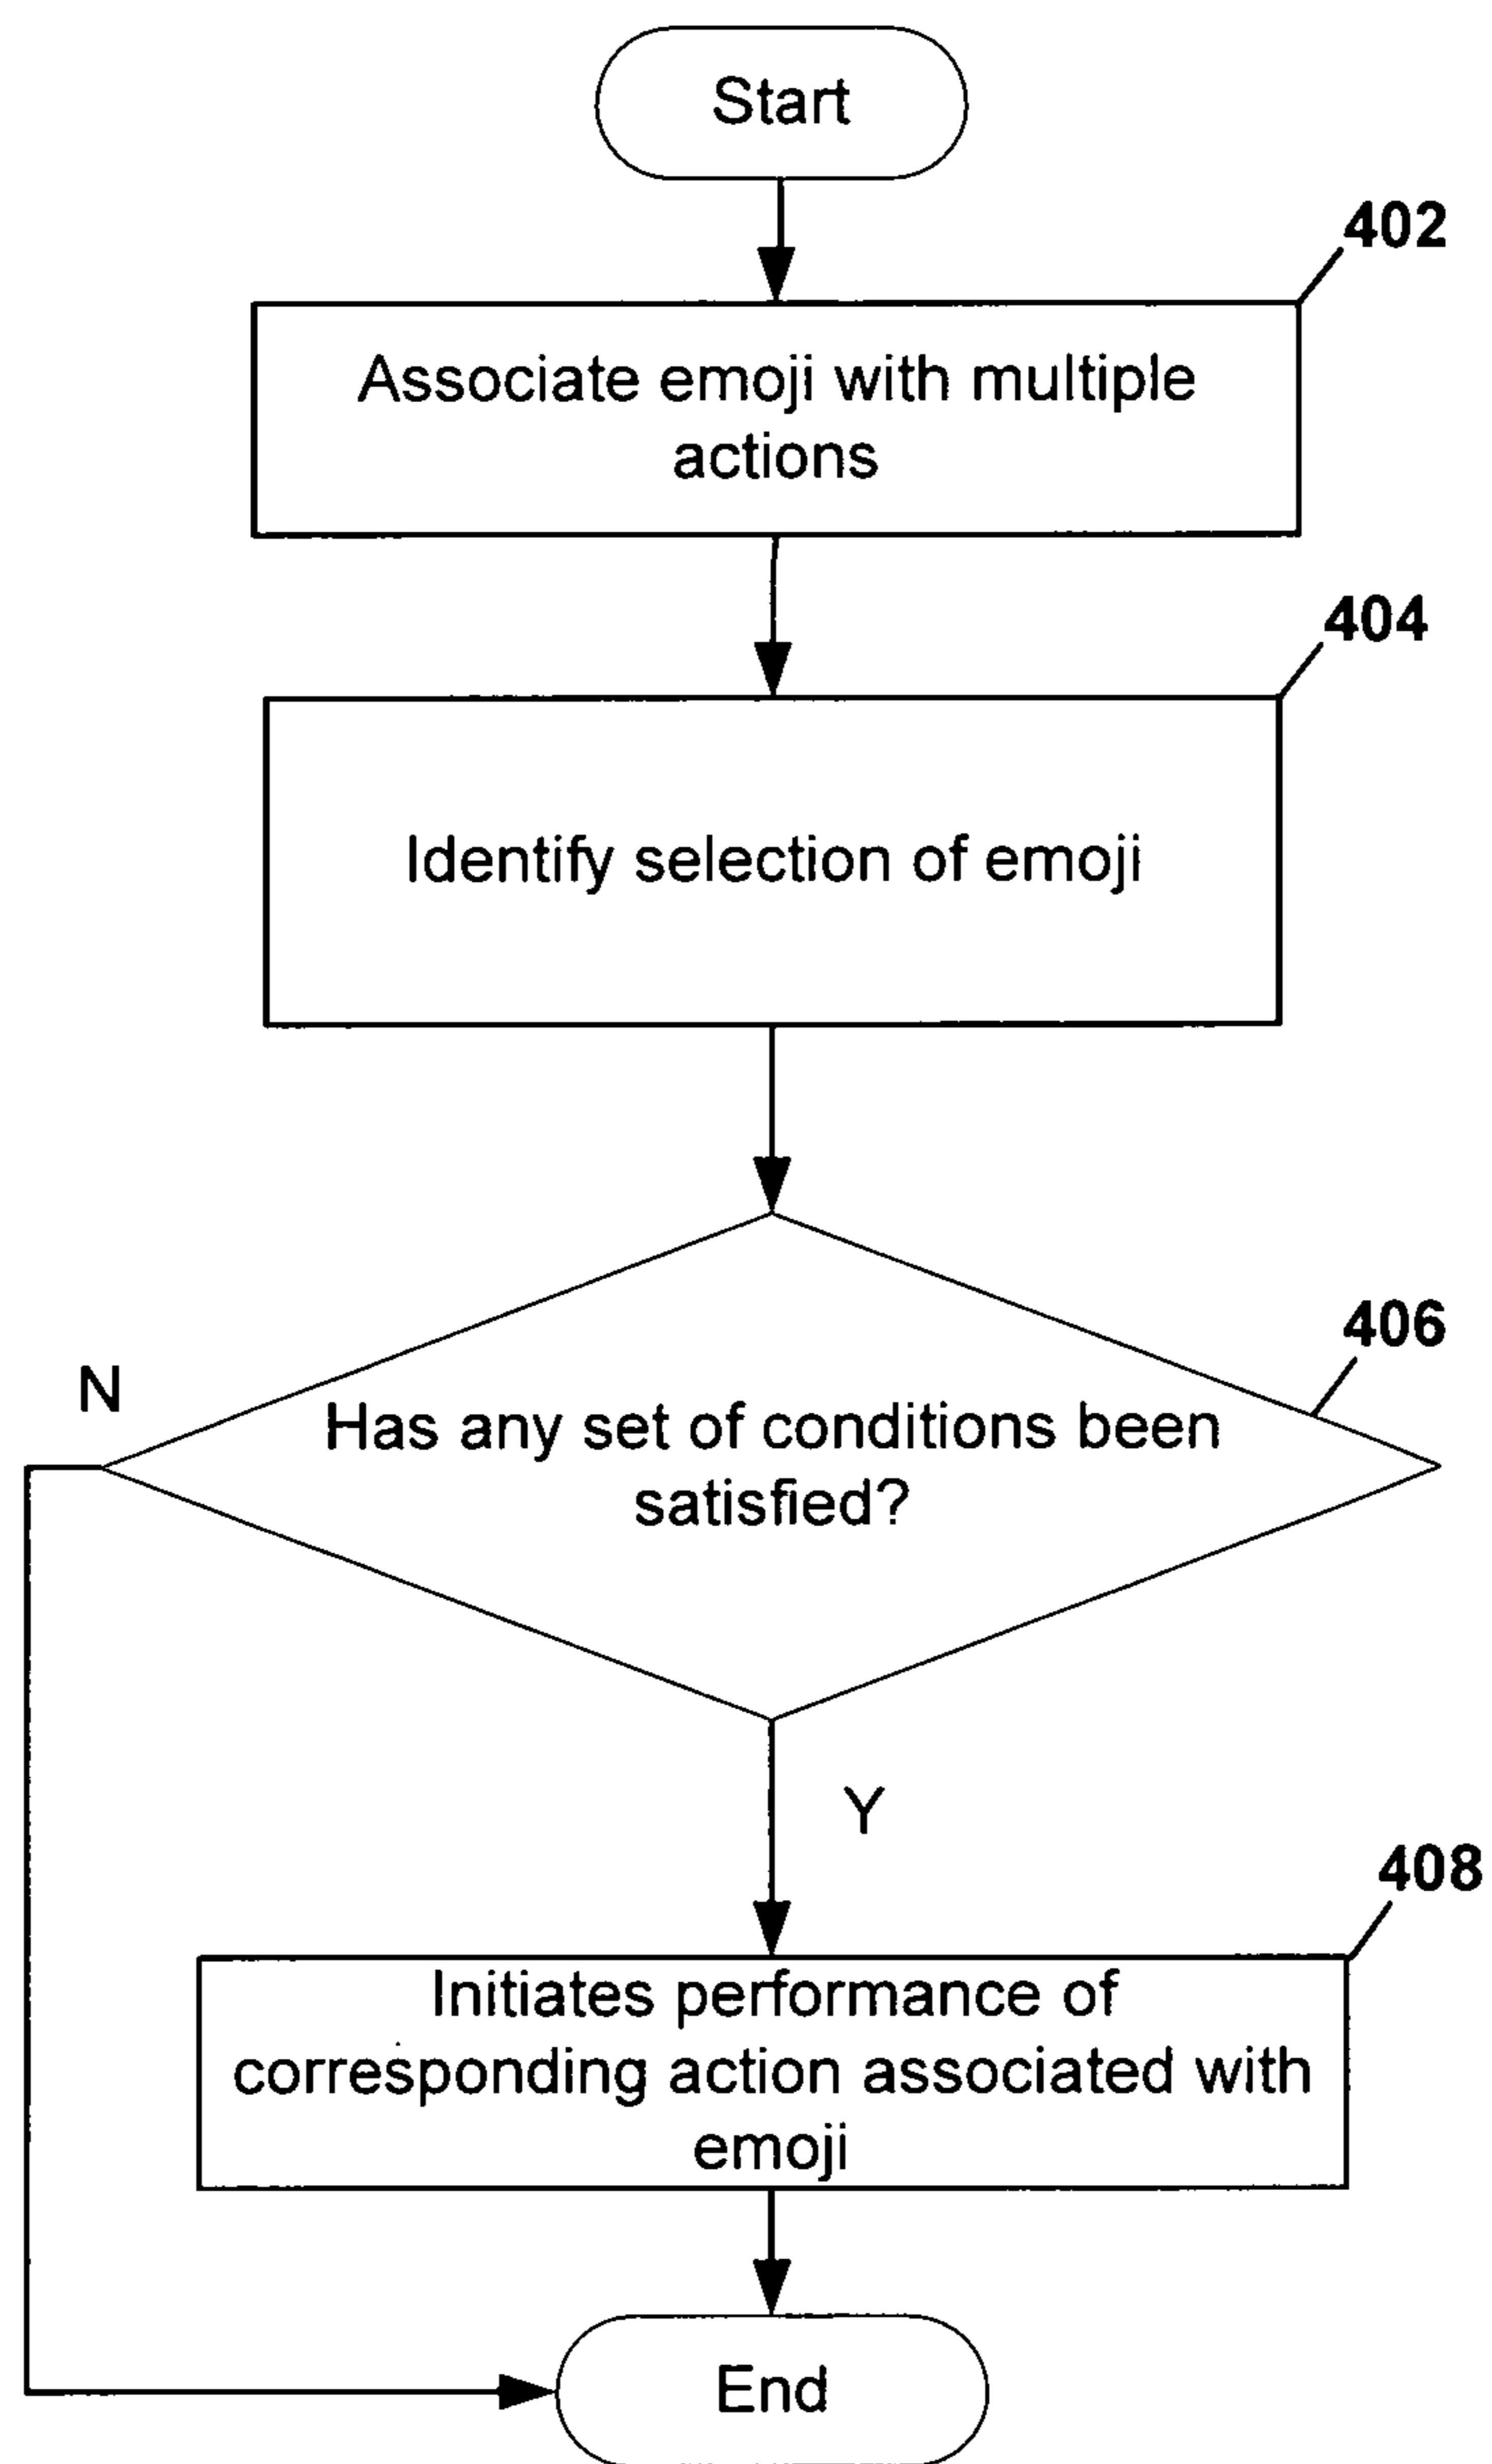 Start
402
Associate emoji with multiple
actions
404
Identify selection of emoji
406
N
Has any set of conditions been
satisfied?
Y
408
Initiates performance of
corresponding action associated with
emoji
End